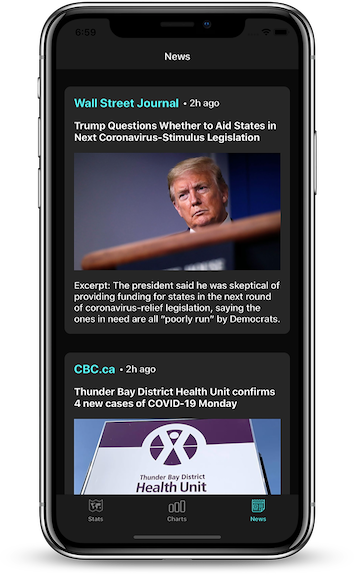 6:59
News
Wall Street Journal • 2h ago
Trump Questions Whether to Aid States in
Next Coronavirus-Stimulus Legislation
Excerpt: The president said he was skeptical of
providing funding for states in the next round
of coronavirus-relief legislation, saying the
ones in need are all “poorly run” by Democrats.
CBC.ca • 2h ago
Thunder Bay District Health Unit confirms
4 new cases of COVID-19 Monday
Thunder Bay District
Health Unit
Stats
Charts
News